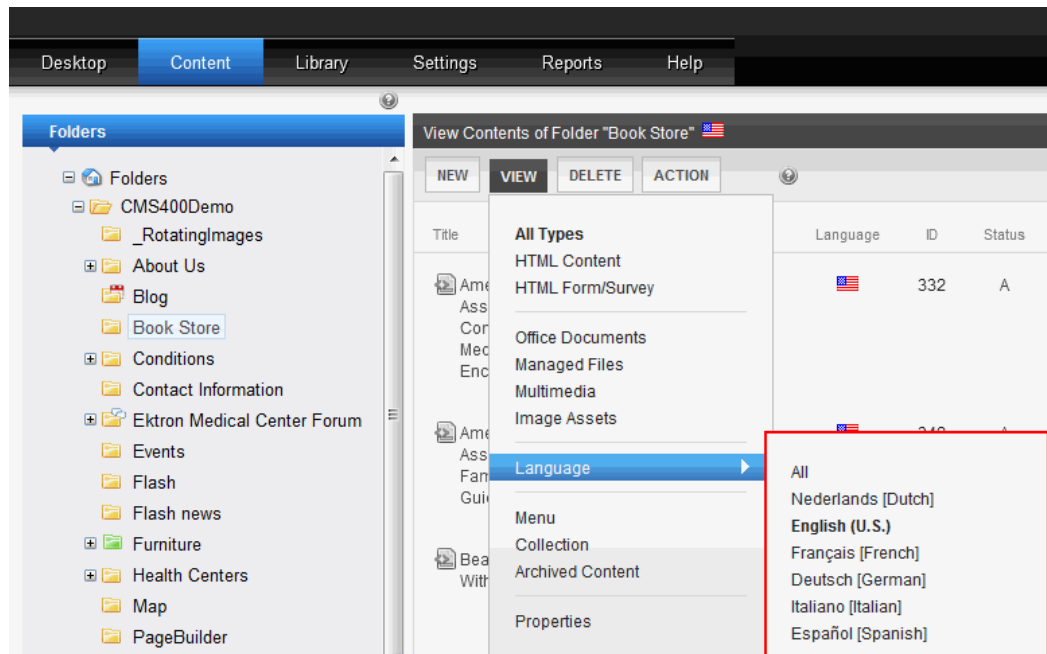 Desktop Content Library Settings Reports Help
Folders
Folders
CMS400Demo
_RotatingImages
About Us
Blog
Book Store
Conditions
Contact Information
Ektron Medical Center Forum
Events
Flash
Flash news
Furniture
Health Centers
Map
PageBuilder
View Contents of Folder "Book Store"
NEW VIEW DELETE ACTION
Title Language ID Status
332 A
All Types
HTML Content
HTML Form/Survey
Office Documents
Managed Files
Multimedia
Image Assets
Language
Menu
Collection
Archived Content
Properties
All
Nederlands [Dutch]
English (U.S.)
Français [French]
Deutsch [German]
Italiano [Italian]
Español [Spanish]